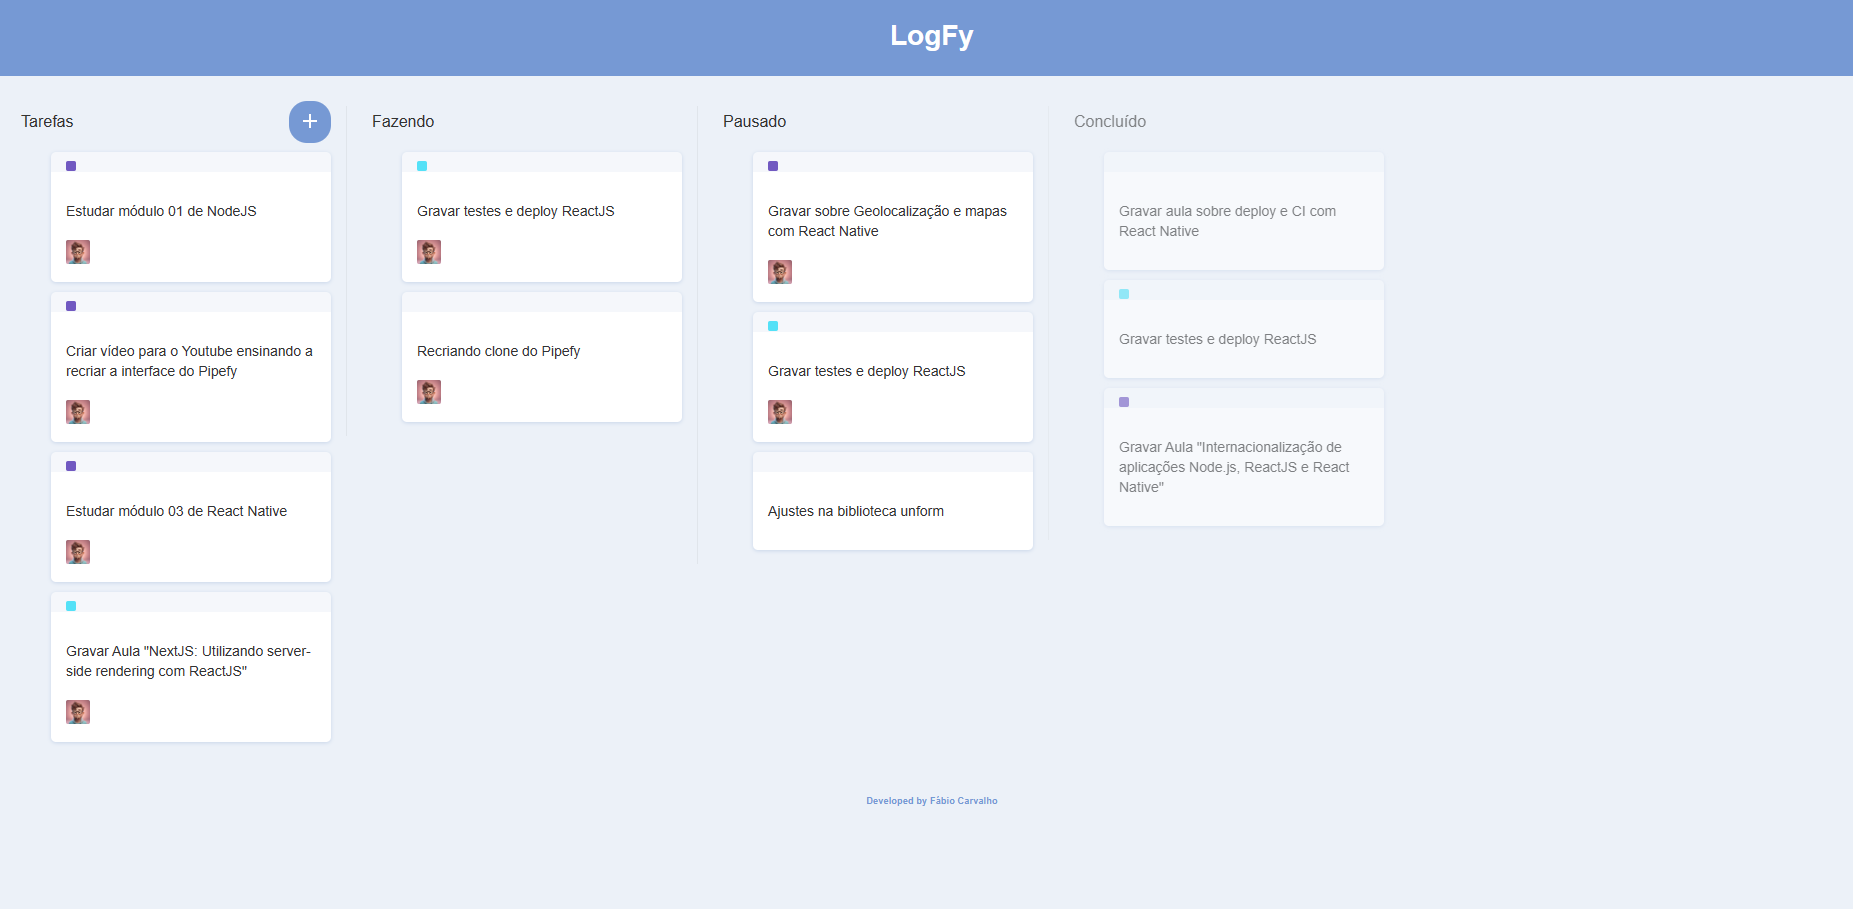 LogFy
Tarefas
Estudar módulo 01 de NodeJS
Criar vídeo para o Youtube ensinando a
recriar a interface do Pipefy
Estudar módulo 03 de React Native
Gravar Aula "NextJS: Utilizando server-
side rendering com ReactJS"
Fazendo
Gravar testes e deploy ReactJS
Recriando clone do Pipefy
Pausado
Gravar sobre Geolocalização e mapas
com React Native
Gravar testes e deploy ReactJS
Ajustes na biblioteca unform
Concluído
Gravar aula sobre deploy e CI com
React Native
Gravar testes e deploy ReactJS
Gravar Aula "Internacionalização de
aplicações Node.js, ReactJS e React
Native"
Developed by Fábio Carvalho